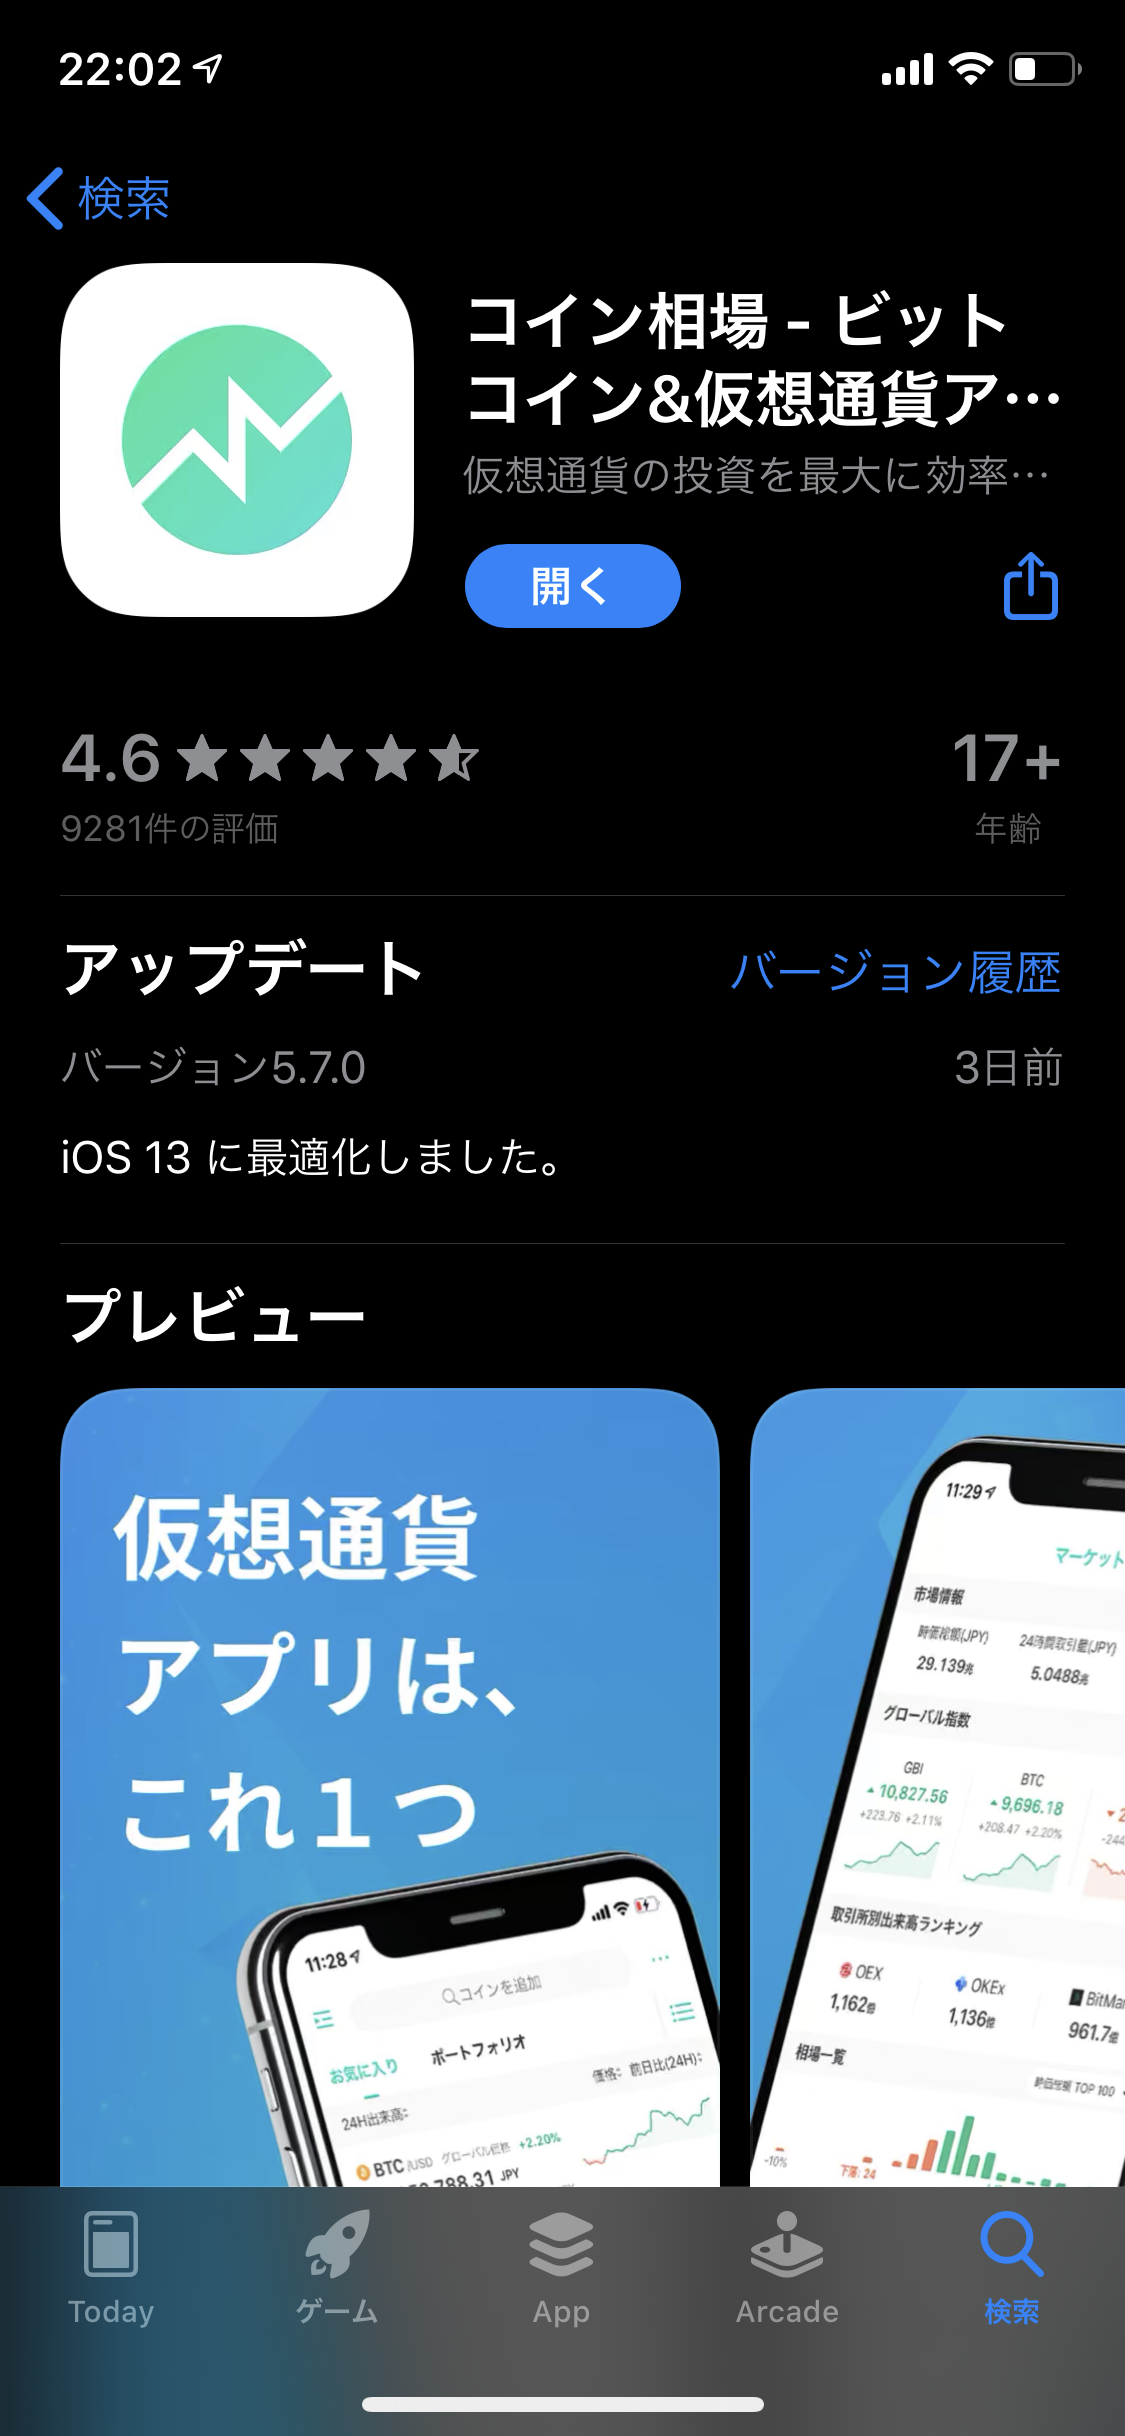 22:02
検索
コイン相場 - ビット
コイン&仮想通貨ア…
仮想通貨の投資を最大に効率…
開く
4.6
17+
9281件の評価
年齢
アップデート
バージョン履歴
バージョン5.7.0
3日前
iOS 13 に最適化しました。
プレビュー
仮想通貨
アプリは、
これ1つ
11:28
コインを追加
お気に入り
ポートフォリオ
24H出来高
価格 前日比(24H)
BTC /USD グローバル価格 +2.20%
788.31 JPY
11:29
マーケット
市場情報
時価総額(JPY)
24時間取引量(JPY)
29.139兆
5.0488兆
グローバル指数
GBI
BTC
10,827.56
9,696.18
+223.76 +2.11%
+208.47 +2.20%
-244
取引所別出来高ランキング
OEX
OKEx
BitMa
1,162億
1,136億
961.7億
相場一覧
時価総額 TOP 100
-10%
下落: 24
Today
ゲーム
App
Arcade
検索